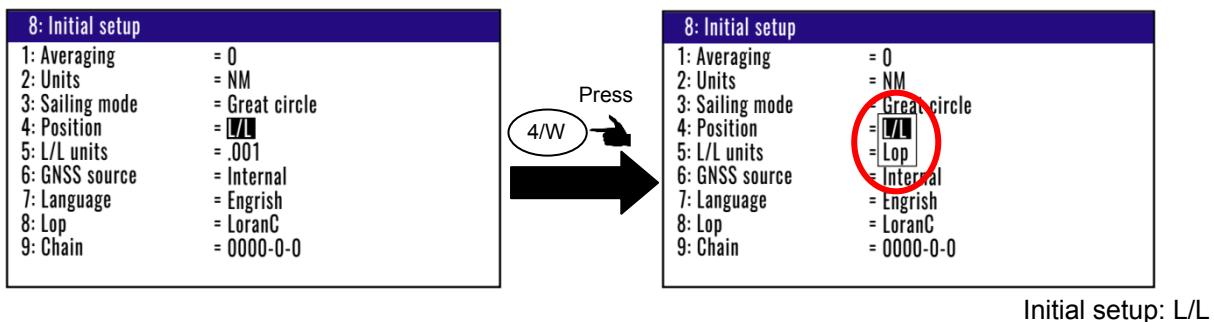 8: Initial setup
1: Averaging = 0
2: Units = NM
3: Sailing mode = Great circle
4: Position = L/L
5: L/L units = .001
6: GNSS source = Internal
7: Language = Engrish
8: Lop = LoranC
9: Chain = 0000-0-0
Press
4/W
8: Initial setup
1: Averaging = 0
2: Units = NM
3: Sailing mode = Great circle
4: Position = L/L
5: L/L units = Lop
6: GNSS source = Internal
7: Language = Engrish
8: Lop = LoranC
9: Chain = 0000-0-0
Initial setup: L/L